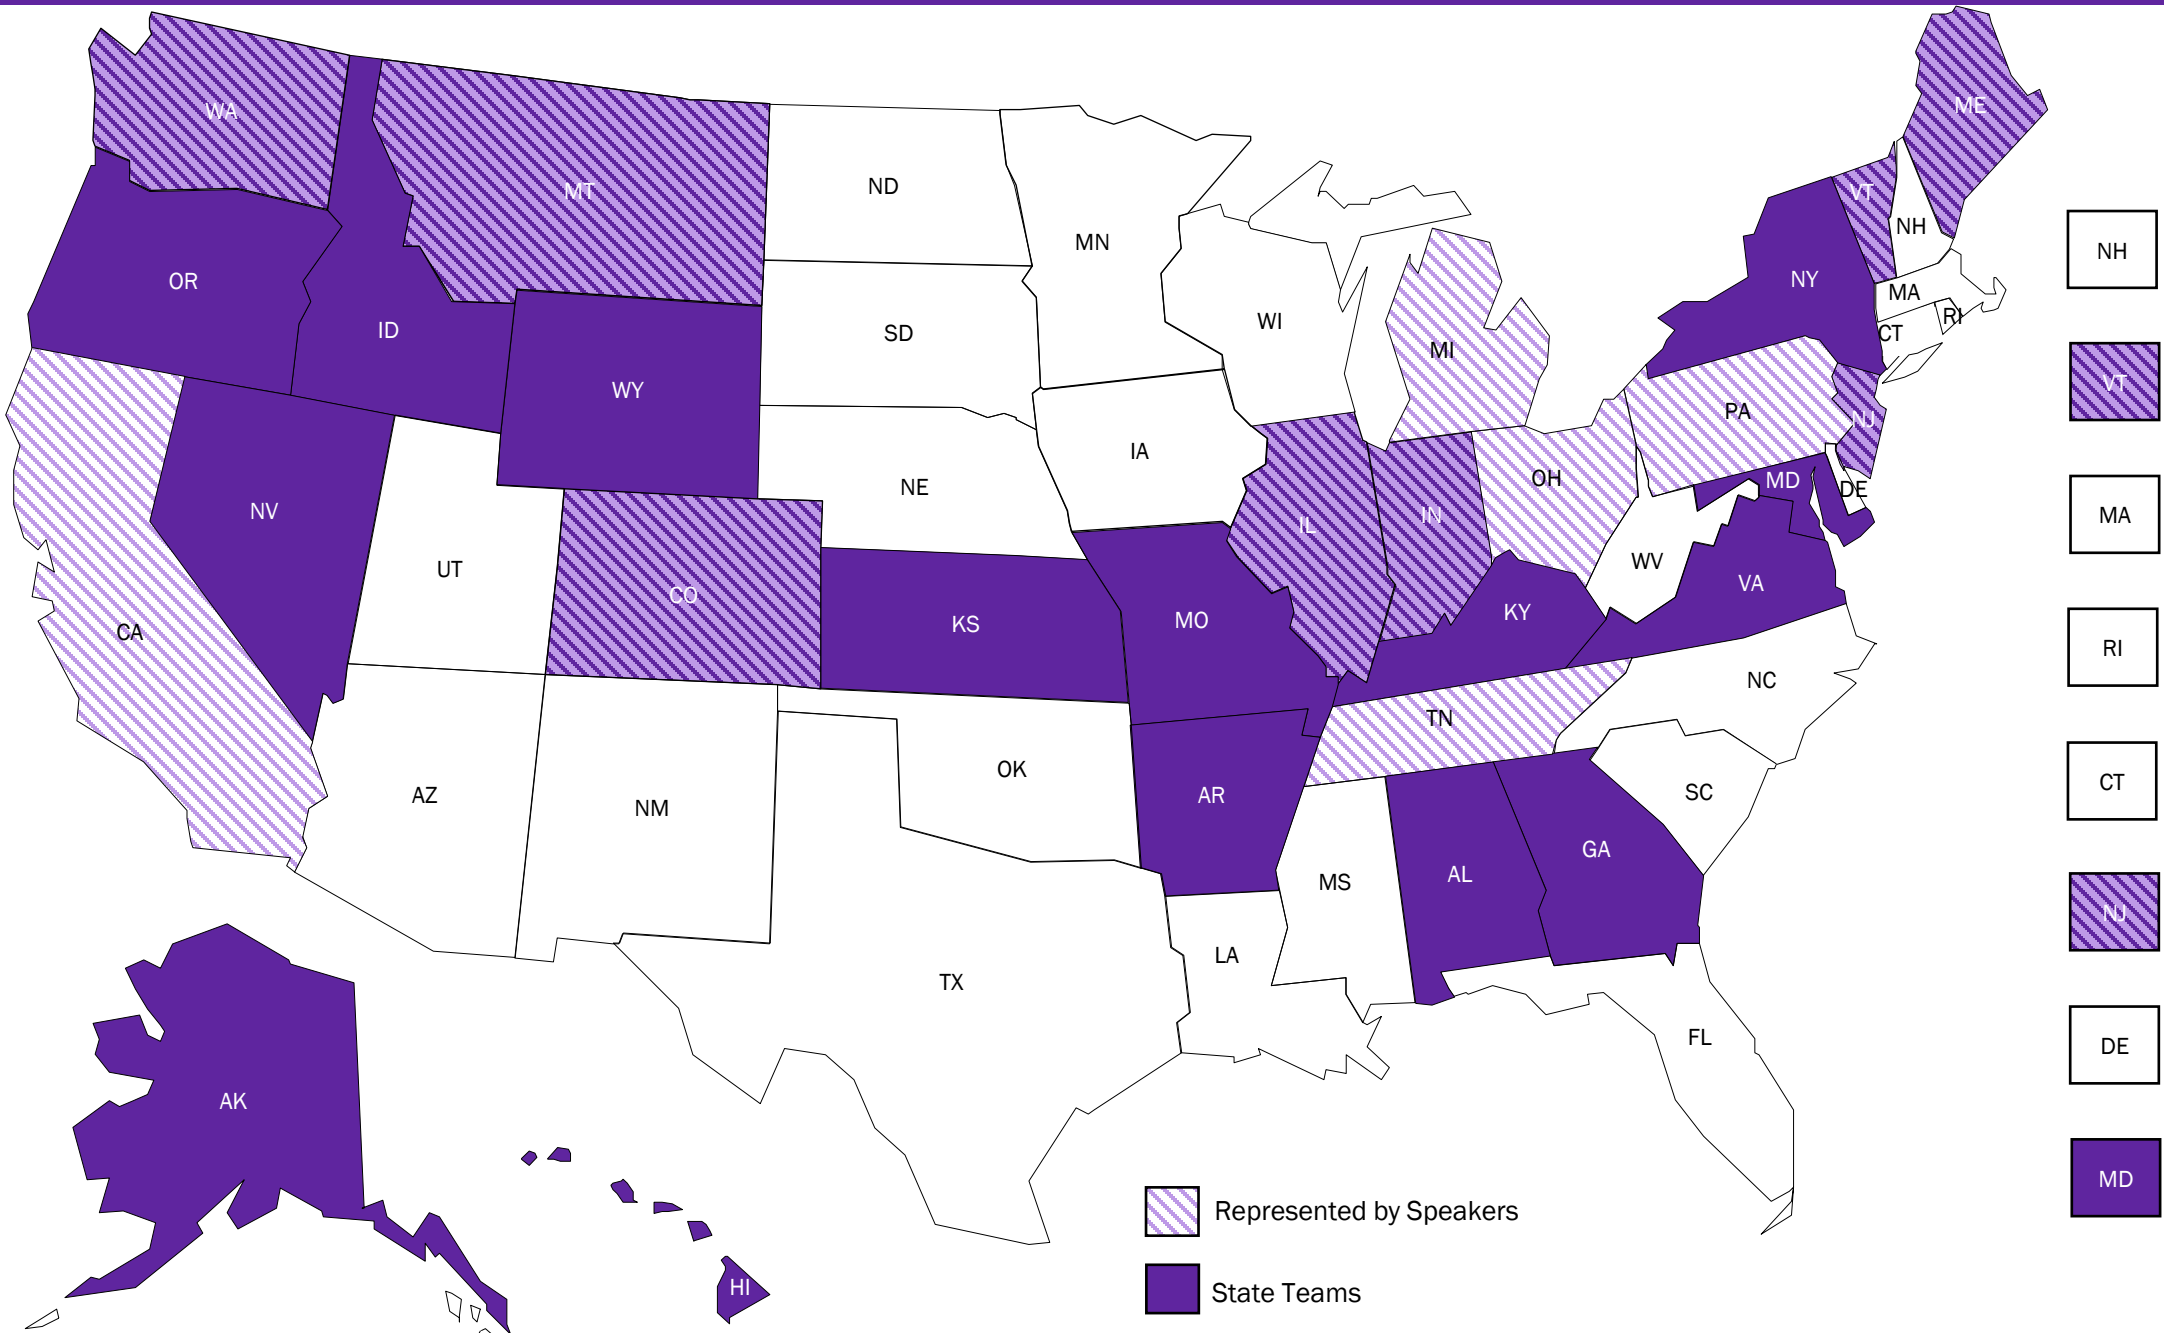 WA
MT
ME
ND
VT
NH
NH
MN
OR
NY
MA
ID
SD
WI
RI
CT
MI
VT
WY
PA
NJ
IA
OH
MD
NE
DE
NV
IL
IN
MA
UT
WV
CO
VA
KS
MO
KY
CA
RI
NC
TN
OK
CT
AZ
NM
AR
SC
GA
MS
AL
NJ
LA
TX
FL
DE
AK
MD
Represented by Speakers
HI
State Teams